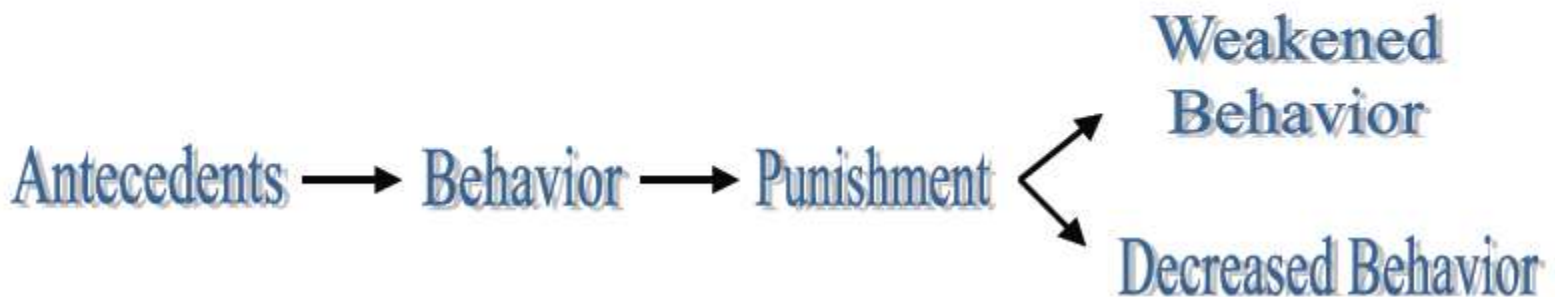 Weakened
Behavior
Antecedents Behavior Punishment
Decreased Behavior